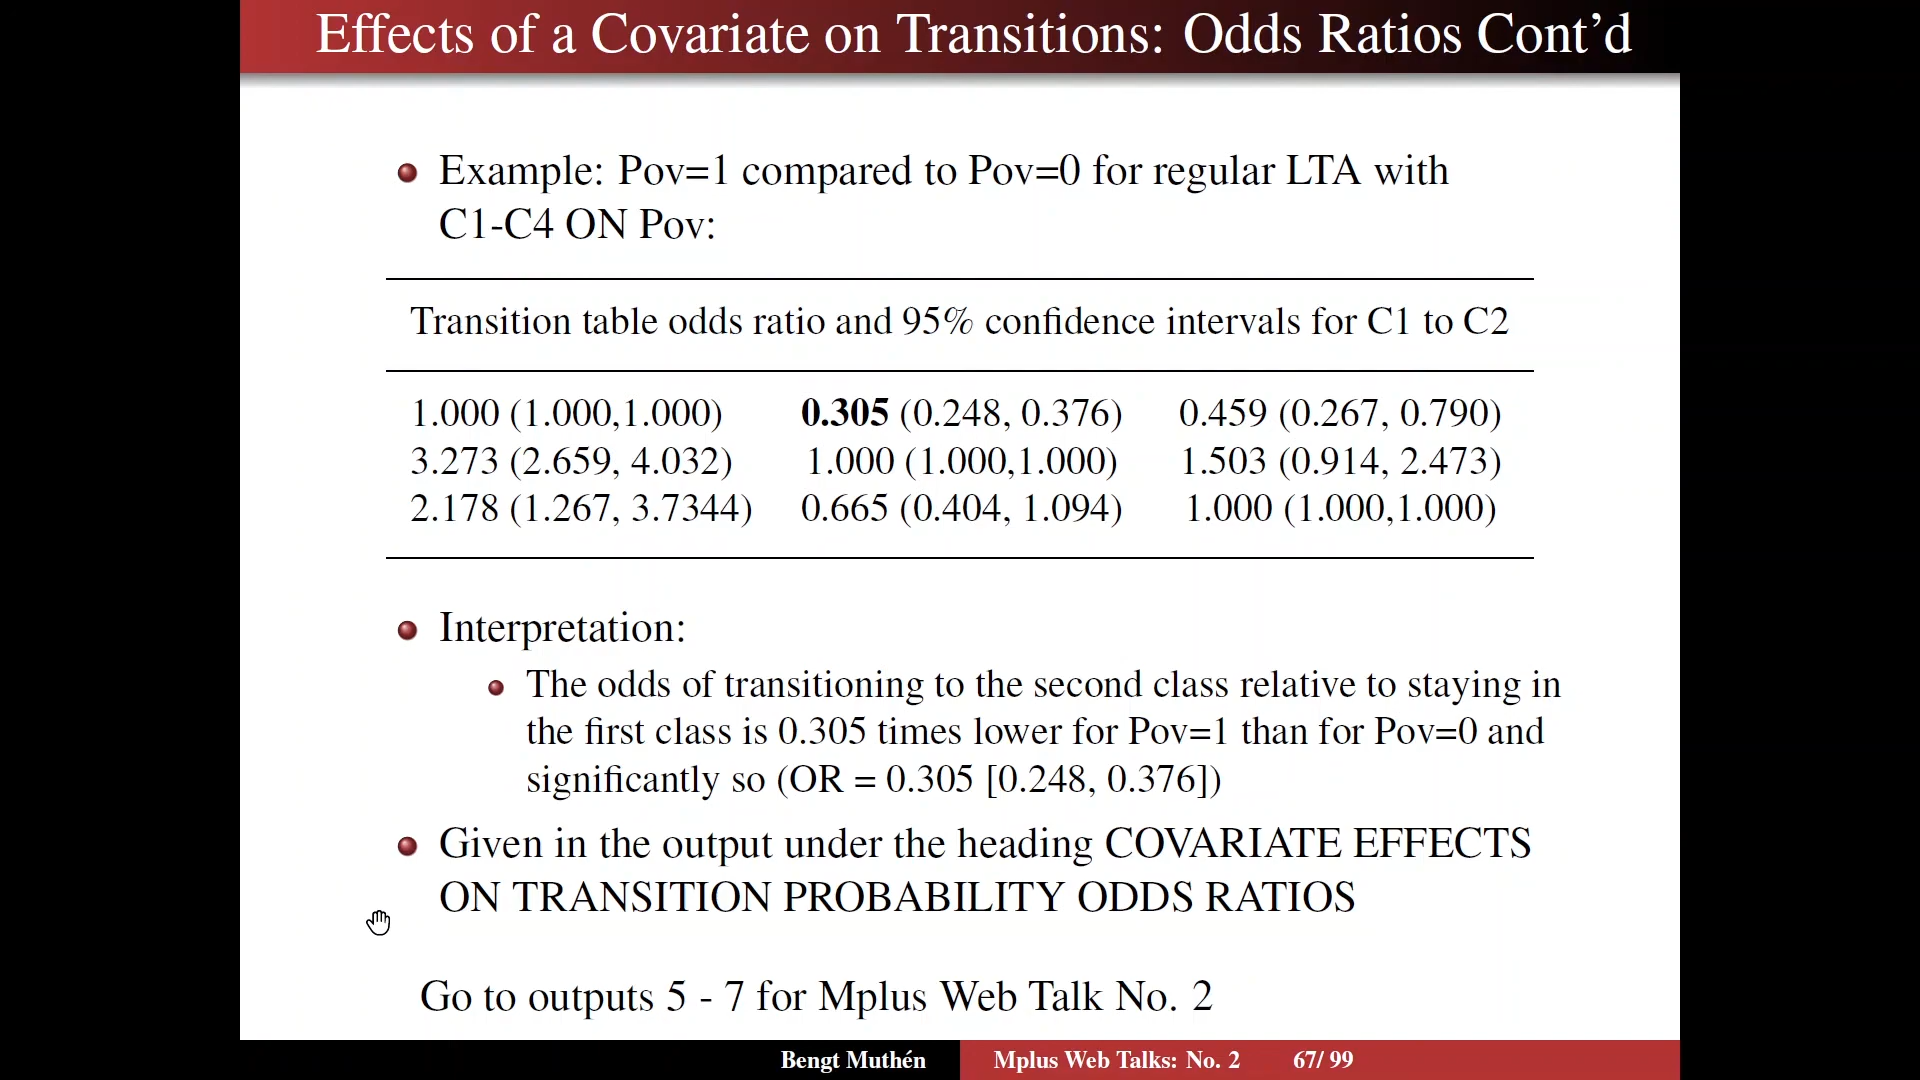 Effects of a Covariate on Transitions: Odds Ratios Cont'd
Example: Pov=1 compared to Pov=0 for regular LTA with
C1-C4 ON Pov:
Transition table odds ratio and 95% confidence intervals for C1 to C2
1.000 (1.000,1.000) 0.305 (0.248, 0.376) 0.459 (0.267, 0.790)
3.273 (2.659, 4.032) 1.000 (1.000,1.000) 1.503 (0.914, 2.473)
2.178 (1.267, 3.7344) 0.665 (0.404, 1.094) 1.000 (1.000,1.000)
Interpretation:
The odds of transitioning to the second class relative to staying in
the first class is 0.305 times lower for Pov=1 than for Pov=0 and
significantly so (OR = 0.305 [0.248, 0.376])
Given in the output under the heading COVARIATE EFFECTS
ON TRANSITION PROBABILITY ODDS RATIOS
Go to outputs 5 - 7 for Mplus Web Talk No. 2
Bengt Muthén Mplus Web Talks: No. 2 67/ 99